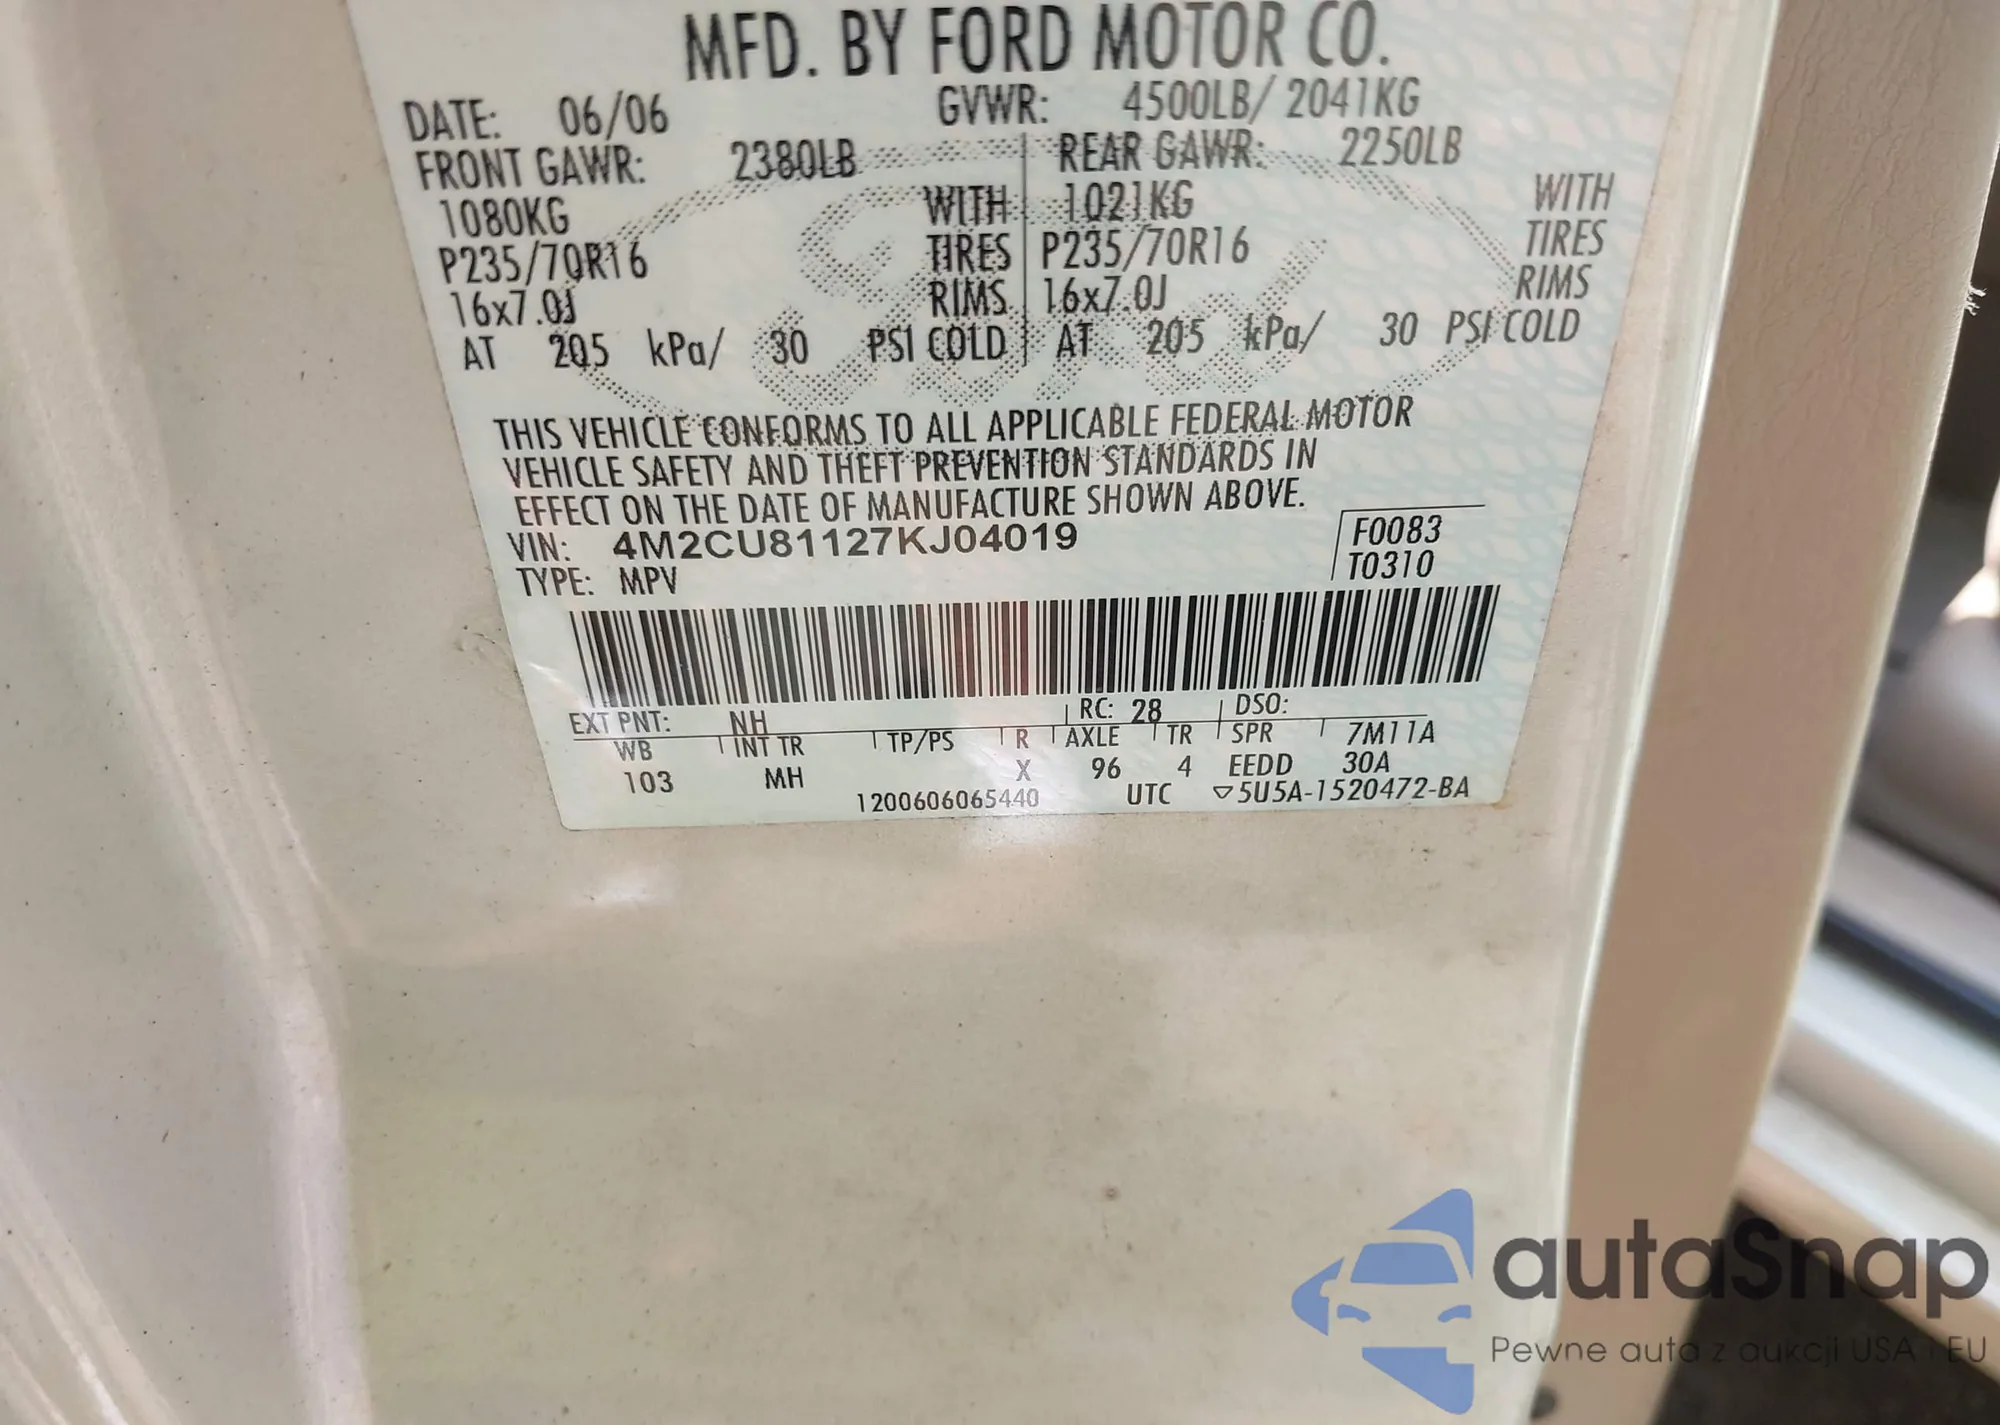 MFD. BY FORD MOTOR CO.
DATE: 06/06 GVWR: 4500LB/ 2041KG
FRONT GAWR: 2380LB REAR GAWR: 2250LB
1080KG WITH 1021KG WITH
P235/70R16 TIRES P235/70R16 TIRES
16x7.0J RIMS 16x7.0J RIMS
AT 205 kPa/ 30 PSI COLD AT 205 kPa/ 30 PSI COLD
THIS VEHICLE CONFORMS TO ALL APPLICABLE FEDERAL MOTOR
VEHICLE SAFETY AND THEFT PREVENTION STANDARDS IN
EFFECT ON THE DATE OF MANUFACTURE SHOWN ABOVE.
VIN: 4M2CU81127KJ04019 F0083
TYPE: MPV T0310
EXT PNT: NH RC: 28 DSO:
WB INT TR TP/PS R AXLE TR SPR 7M11A
103 MH X 96 4 EEDD 30A
1200606065440 UTC ▽5U5A-1520472-BA
Ford
autaSnap
Pewne auta z aukcji USA i EU